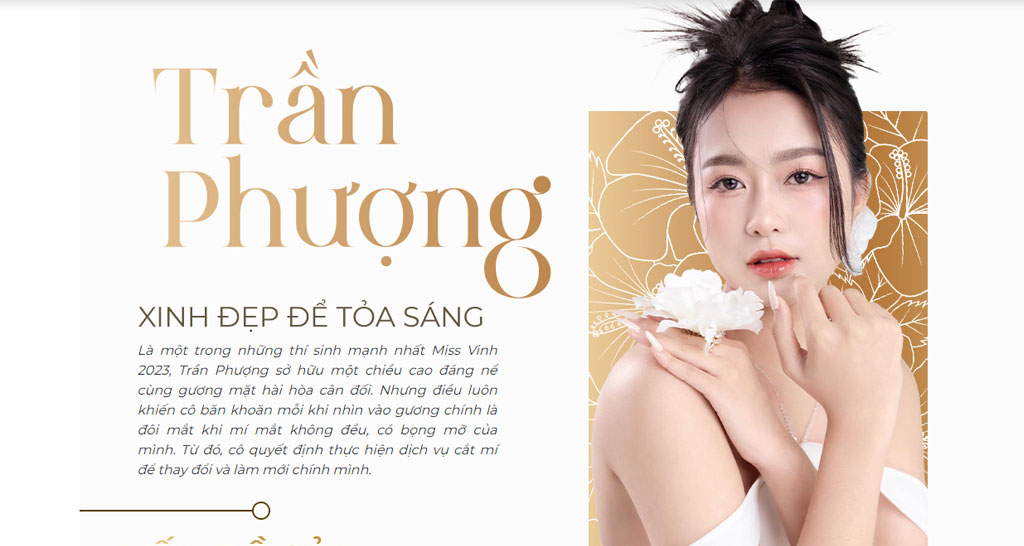 Trần
Phượng
XINH ĐẸP ĐỂ TỎA SÁNG
Là một trong những thí sinh mạnh nhất Miss Vinh
2023, Trần Phượng sở hữu một chiều cao đáng nể
cùng gương mặt hài hòa cân đối. Nhưng điều luôn
khiến cô băn khoăn mỗi khi nhìn vào gương chính là
đôi mắt khi mí mắt không đều, có bọng mỡ của
mình. Từ đó, cô quyết định thực hiện dịch vụ cắt mí
để thay đổi và làm mới chính mình.